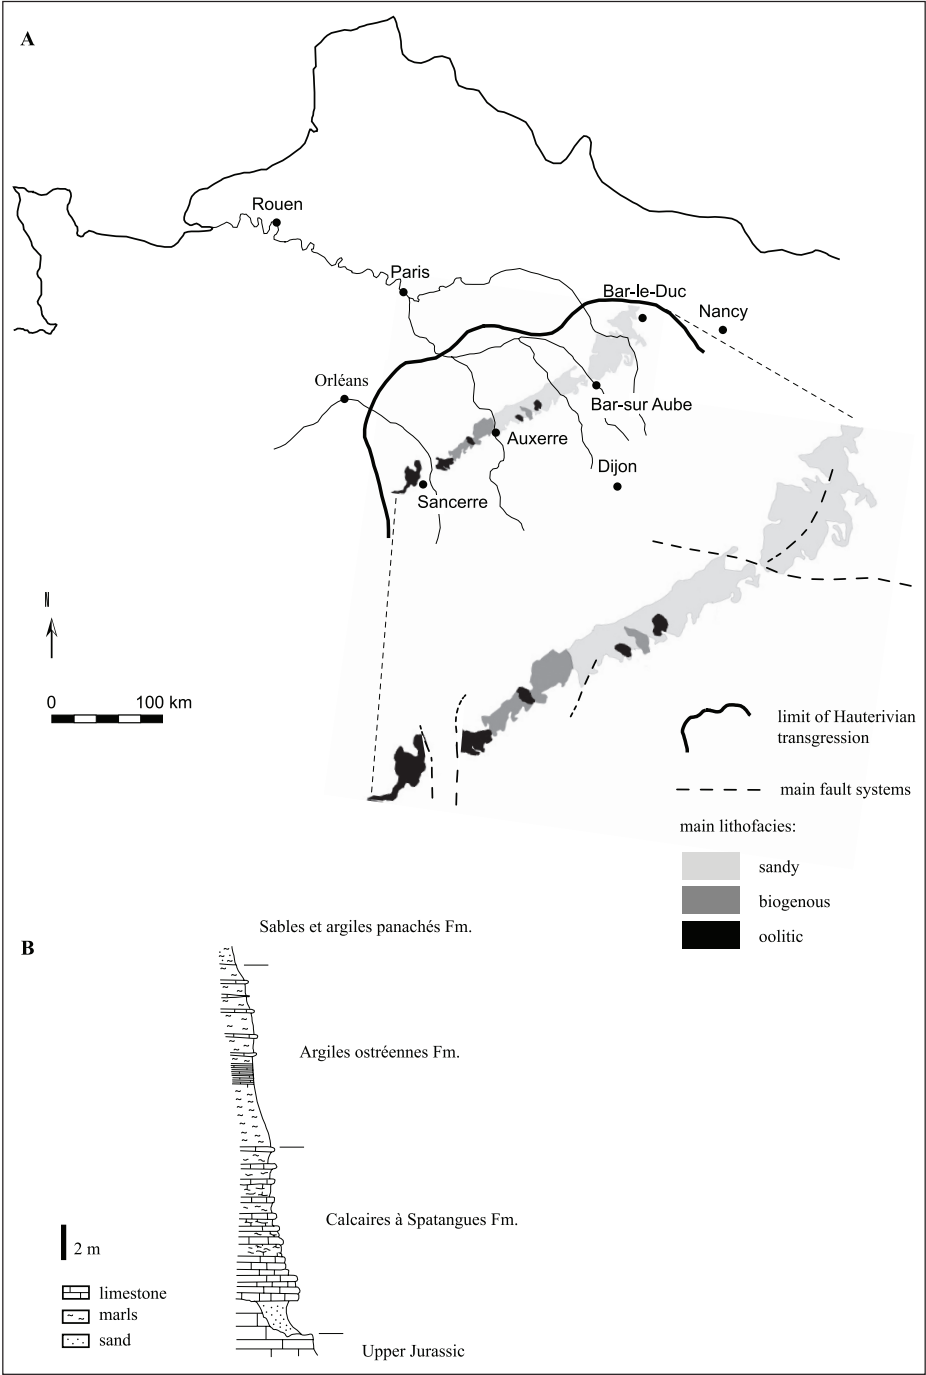 A
Rouen
Paris
Bar-le-Duc
Nancy
Orléans
Bar-sur Aube
Auxerre
Dijon
Sancerre
N
0 100 km
limit of Hauterivian
transgression
main fault systems
main lithofacies:
sandy
biogenous
oolitic
B
Sables et argiles panachés Fm.
Argiles ostréennes Fm.
Calcaires à Spatangues Fm.
2 m
limestone
marls
sand
Upper Jurassic